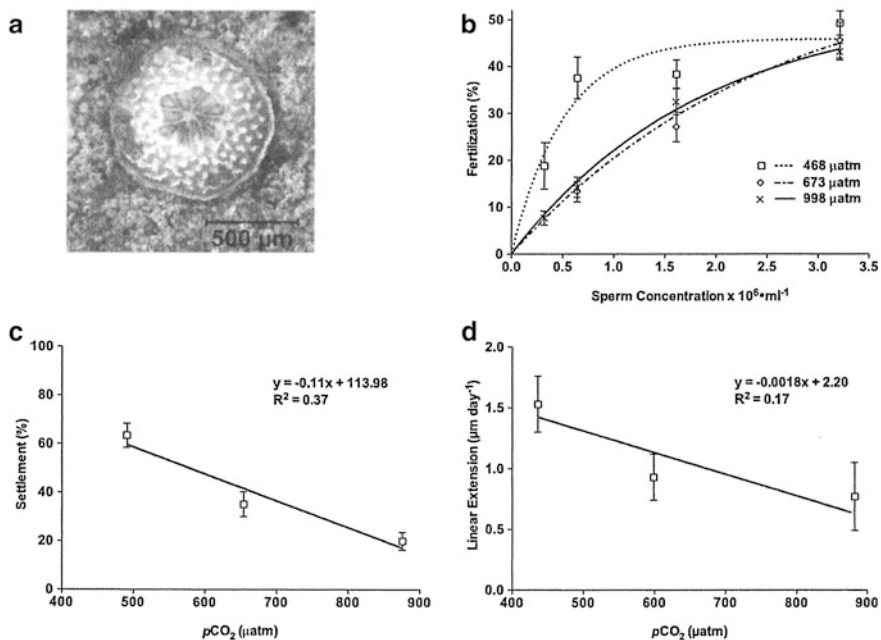 a
500 µm
b
50
40
30
20
10
0
Fertilization (%)
468 µatm
673 µatm
998 µatm
0.0 0.5 1.0 1.5 2.0 2.5 3.0 3.5
Sperm Concentration x 10⁶•ml⁻¹
c
100
80
60
40
20
0
Settlement (%)
y = -0.11x + 113.98
R² = 0.37
400 500 600 700 800 900
pCO₂ (µatm)
d
2.0
1.5
1.0
0.5
0.0
Linear Extension (µm day⁻¹)
y = -0.0018x + 2.20
R² = 0.17
400 500 600 700 800 900
pCO₂ (µatm)